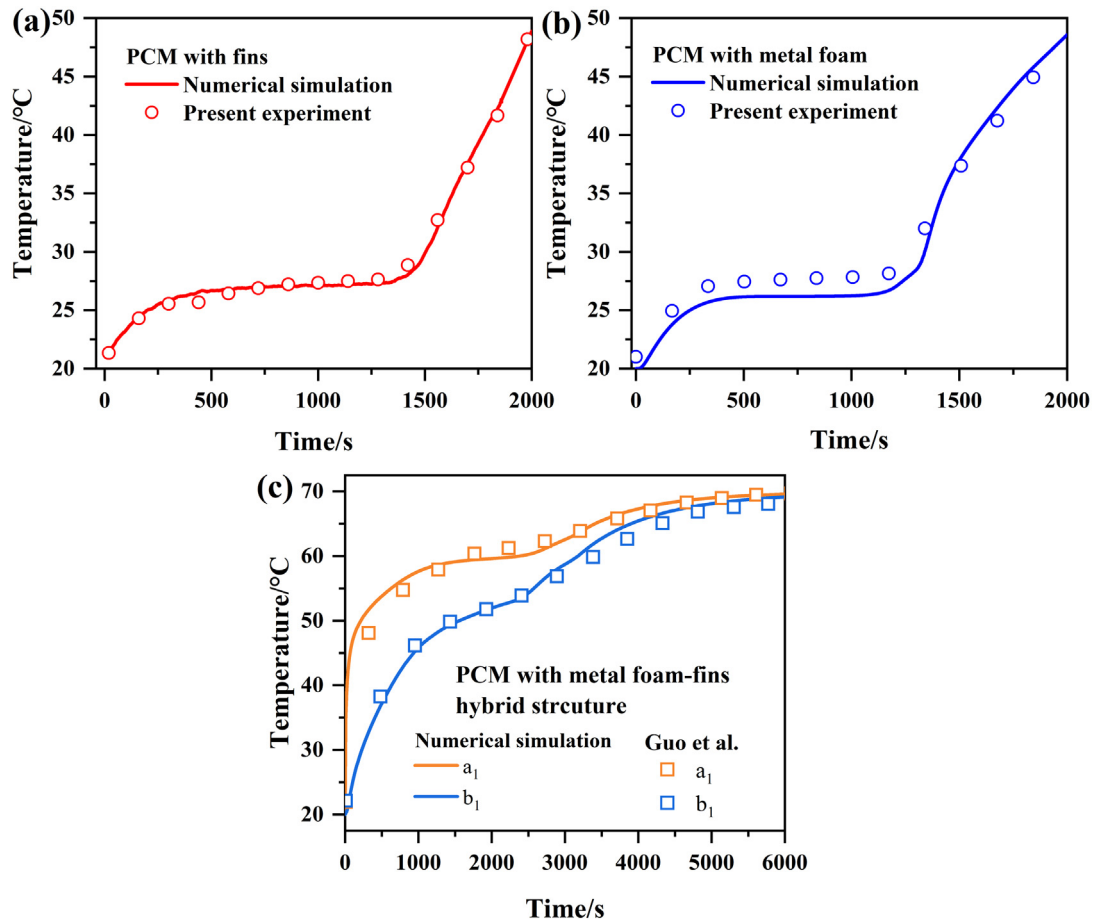 (a)
PCM with fins
Numerical simulation
Present experiment
Temperature/°C
50
45
40
35
30
25
20
0 500 1000 1500 2000
Time/s
(b)
PCM with metal foam
Numerical simulation
Present experiment
Temperature/°C
50
45
40
35
30
25
20
0 500 1000 1500 2000
Time/s
(c)
Temperature/°C
70
60
50
40
30
20
PCM with metal foam-fins
hybrid strcuture
Numerical simulation Guo et al.
a₁ a₁
b₁ b₁
0 1000 2000 3000 4000 5000 6000
Time/s